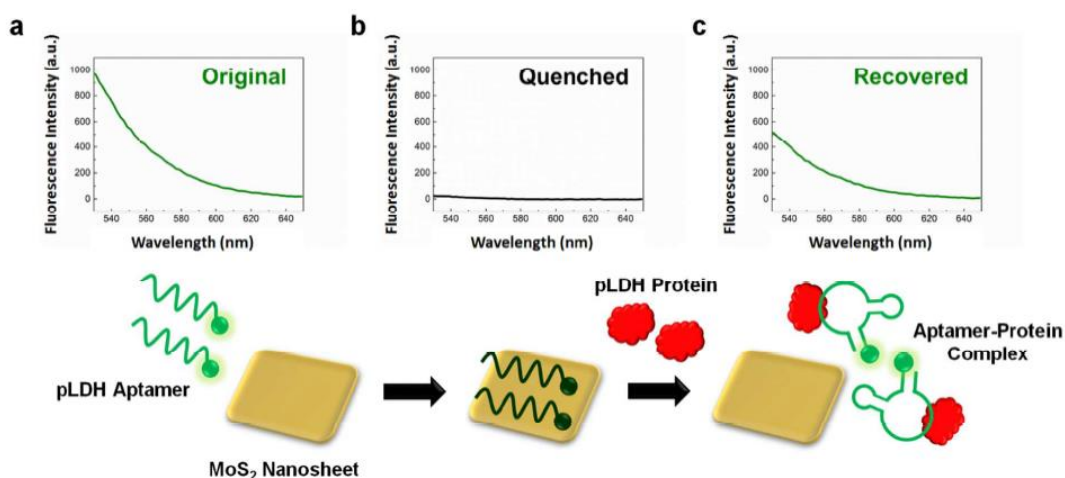 a
b
c
Original
Quenched
Recovered
Fluorescence Intensity [a.u.]
1000
800
600
400
200
0
540 560 580 600 620 640
Wavelength (nm)
Fluorescence Intensity [a.u.]
1000
800
600
400
200
0
540 560 580 600 620 640
Wavelength (nm)
Fluorescence Intensity [a.u.]
1000
800
600
400
200
0
540 560 580 600 620 640
Wavelength (nm)
pLDH Aptamer
MoS₂ Nanosheet
pLDH Protein
Aptamer-Protein
Complex